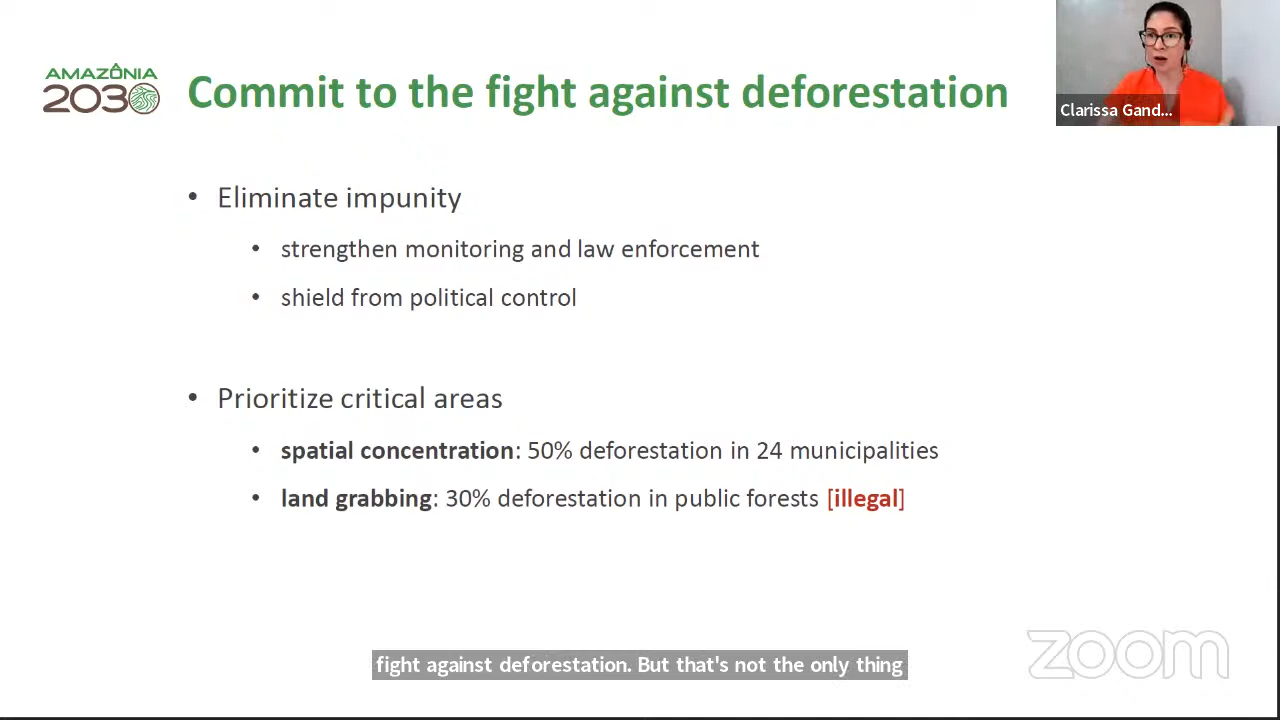 AMAZÔNIA
2030
Commit to the fight against deforestation
Clarissa Gand...
• Eliminate impunity
• strengthen monitoring and law enforcement
• shield from political control
• Prioritize critical areas
• spatial concentration: 50% deforestation in 24 municipalities
• land grabbing: 30% deforestation in public forests [illegal]
zoom
fight against deforestation. But that's not the only thing